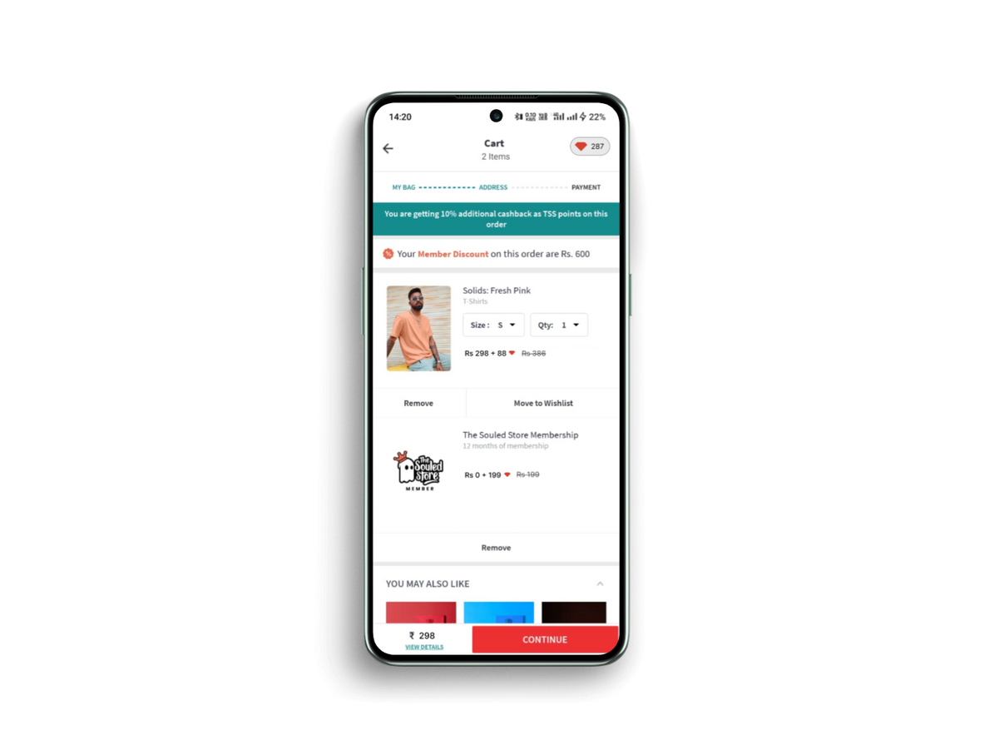 14:20
0.10 KB/S
22%
Cart
2 Items
287
MY BAG
ADDRESS
PAYMENT
You are getting 10% additional cashback as TSS points on this
order
Your Member Discount on this order are Rs. 600
Solids: Fresh Pink
T-Shirts
Size : S
Qty: 1
Rs 298 + 88 Rs 386
Remove
Move to Wishlist
The Souled Store Membership
12 months of membership
The
Souled
Store
MEMBER
Rs 0 + 199 Rs 199
Remove
YOU MAY ALSO LIKE
₹ 298
VIEW DETAILS
CONTINUE